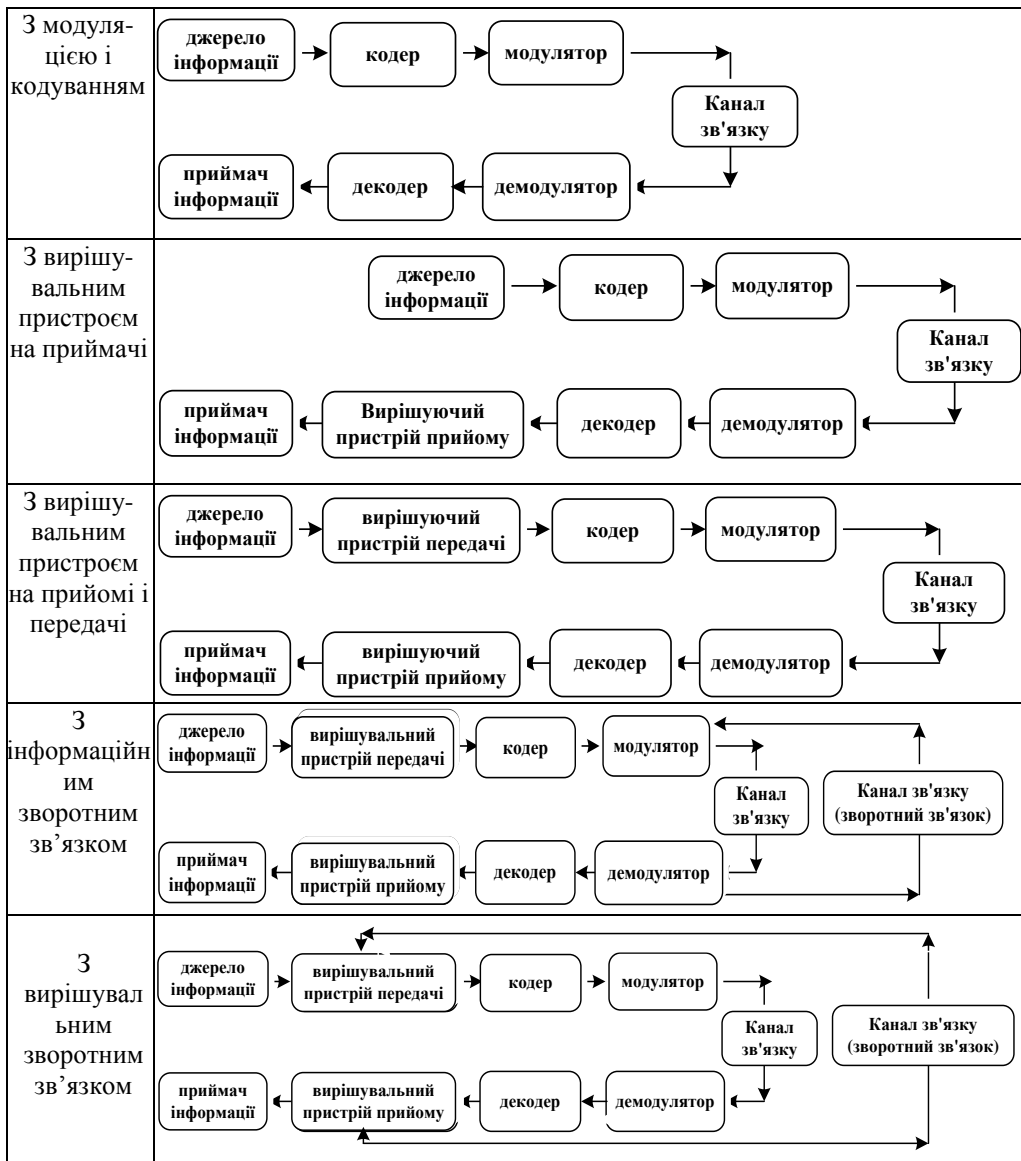 З модуля-
цією і
кодуванням
джерело
інформації
кодер
модулятор
Канал
зв'язку
приймач
інформації
декодер
демодулятор
З вирішу-
вальним
пристроєм
на приймачі
джерело
інформації
кодер
модулятор
Канал
зв'язку
приймач
інформації
Вирішуючий
пристрій прийому
декодер
демодулятор
З вирішу-
вальним
пристроєм
на прийомі і
передачі
джерело
інформації
вирішуючий
пристрій передачі
кодер
модулятор
Канал
зв'язку
приймач
інформації
вирішуючий
пристрій прийому
декодер
демодулятор
З
інформаційн
им
зворотним
зв’язком
джерело
інформації
вирішувальний
пристрій передачі
кодер
модулятор
Канал
зв'язку
Канал зв'язку
(зворотний зв'язок)
приймач
інформації
вирішувальний
пристрій прийому
декодер
демодулятор
З
вирішувал
ьним
зворотним
зв’язком
джерело
інформації
вирішувальний
пристрій передачі
кодер
модулятор
Канал
зв'язку
Канал зв'язку
(зворотний зв'язок)
приймач
інформації
вирішувальний
пристрій прийому
декодер
демодулятор